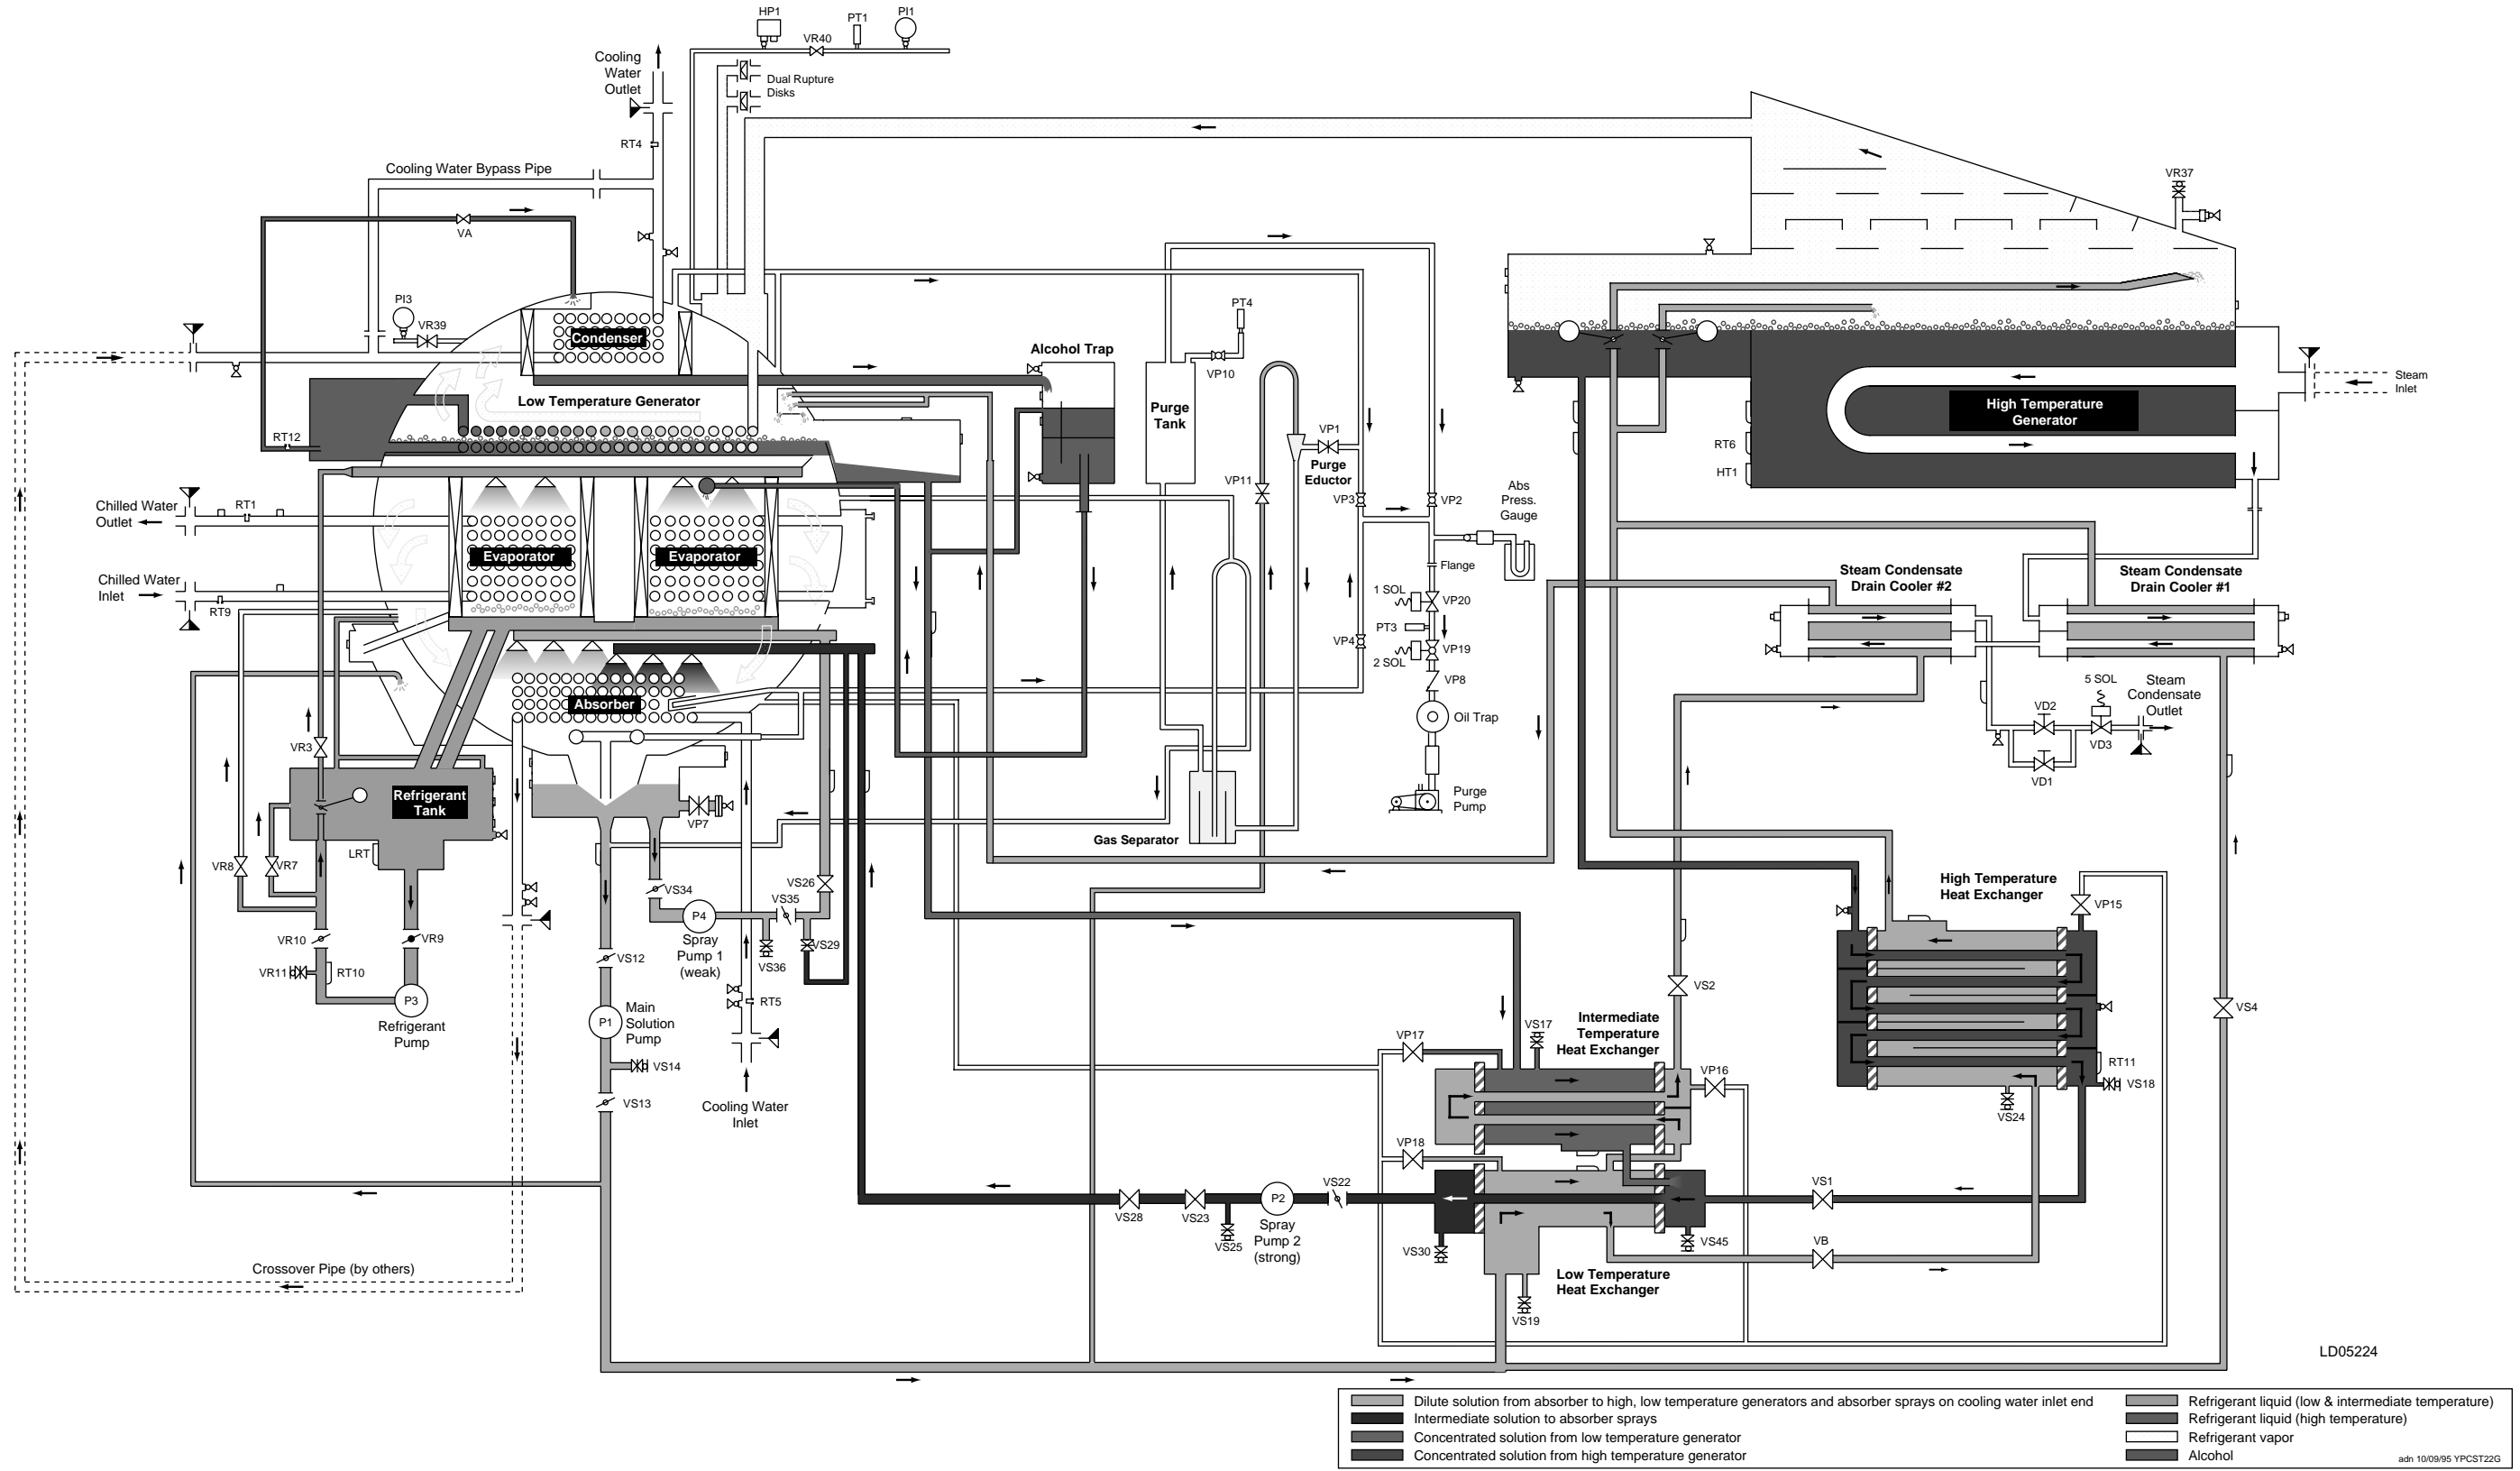 HP1
PT1
PI1
VR40
Cooling
Water
Outlet
Dual Rupture
Disks
RT4
Cooling Water Bypass Pipe
VR37
VA
PI3
VR39
PT4
Condenser
Alcohol Trap
VP10
Steam
Inlet
Low Temperature Generator
Purge
Tank
High Temperature
Generator
RT12
VP1
RT6
Purge
Eductor
HT1
VP11
Abs
Press.
Gauge
Chilled Water
Outlet
RT1
VP3
VP2
Evaporator
Evaporator
Flange
Steam Condensate
Drain Cooler #2
Steam Condensate
Drain Cooler #1
Chilled Water
Inlet
RT9
1 SOL
VP20
PT3
VP4
VP19
2 SOL
VP8
5 SOL
Steam
Condensate
Outlet
Absorber
Oil Trap
VD2
VR3
VD3
VD1
Refrigerant
Tank
Purge
Pump
VP7
Gas Separator
LRT
VR8
VR7
VS26
VS34
High Temperature
Heat Exchanger
VS35
P4
VP15
VR10
VR9
Spray
Pump 1
(weak)
VS29
VS12
VS36
VR11
RT10
VS2
P3
RT5
Main
Solution
Pump
P1
VS4
Refrigerant
Pump
Intermediate
Temperature
Heat Exchanger
VS17
VP17
VS14
RT11
VP16
VS18
VS13
Cooling Water
Inlet
VS24
VP18
VS22
VS1
P2
VS28
VS23
Spray
Pump 2
(strong)
VS25
VS30
VS45
VB
Crossover Pipe (by others)
Low Temperature
Heat Exchanger
VS19
LD05224
Dilute solution from absorber to high, low temperature generators and absorber sprays on cooling water inlet end
Intermediate solution to absorber sprays
Concentrated solution from low temperature generator
Concentrated solution from high temperature generator
Refrigerant liquid (low & intermediate temperature)
Refrigerant liquid (high temperature)
Refrigerant vapor
Alcohol
adn 10/09/95 YPCST22G